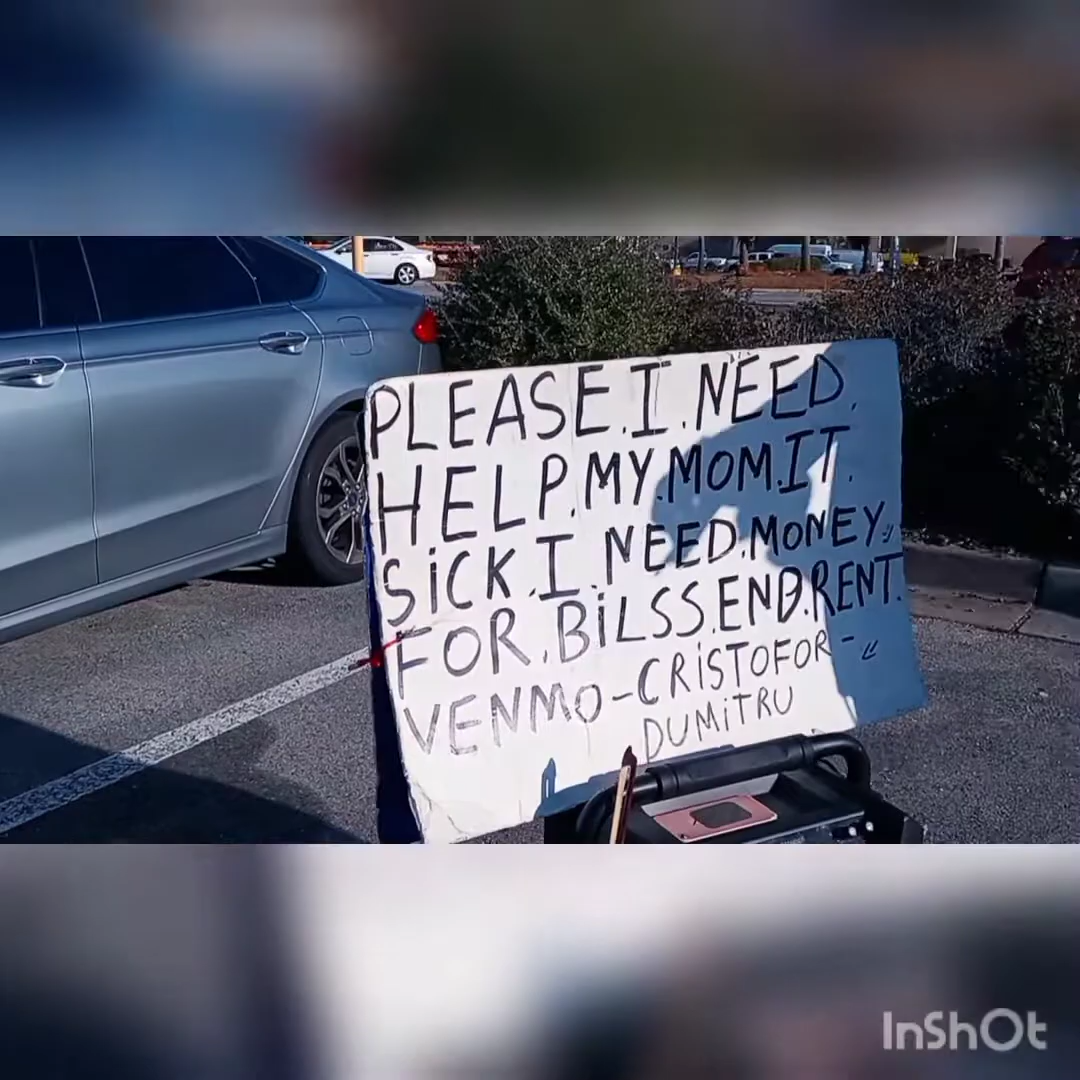 PLEASE.I.NEED.
HELP.MY.MOM.IT.
SICK.I.NEED.MONEY.
FOR.BiLSS.END.RENT.
VENMO-CRiSTOFOR-
DUMiTRU
InShOt